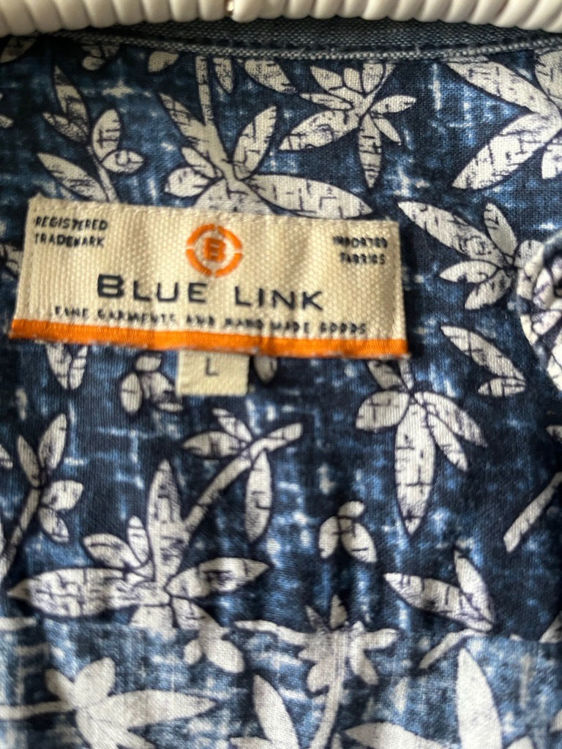 REGISTERED
TRADEMARK
IMPORTED
FABRICS
B
BLUE LINK
FINE GARMENTS AND HAND MADE GOODS
L